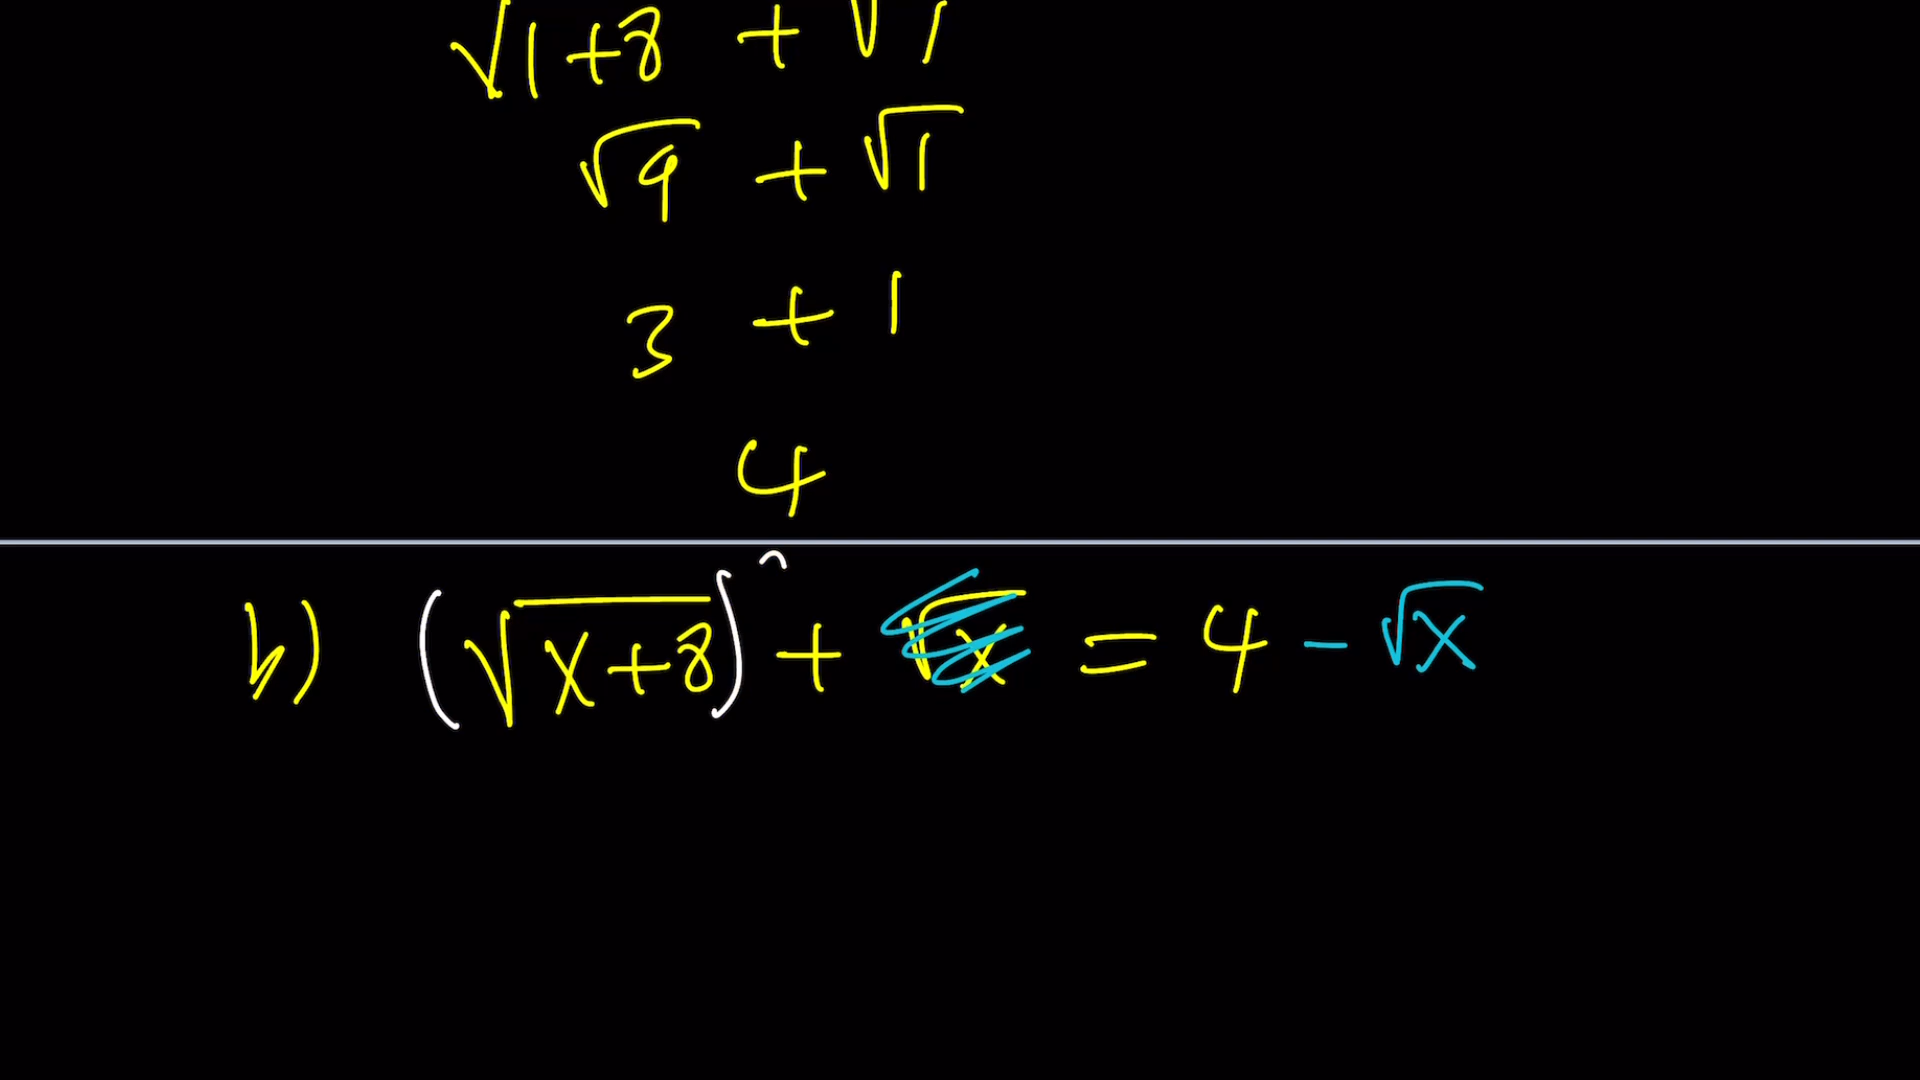 √1+8 + √1
√9 + √1
3 + 1
4
b) (√x+8)² + √x = 4 - √x